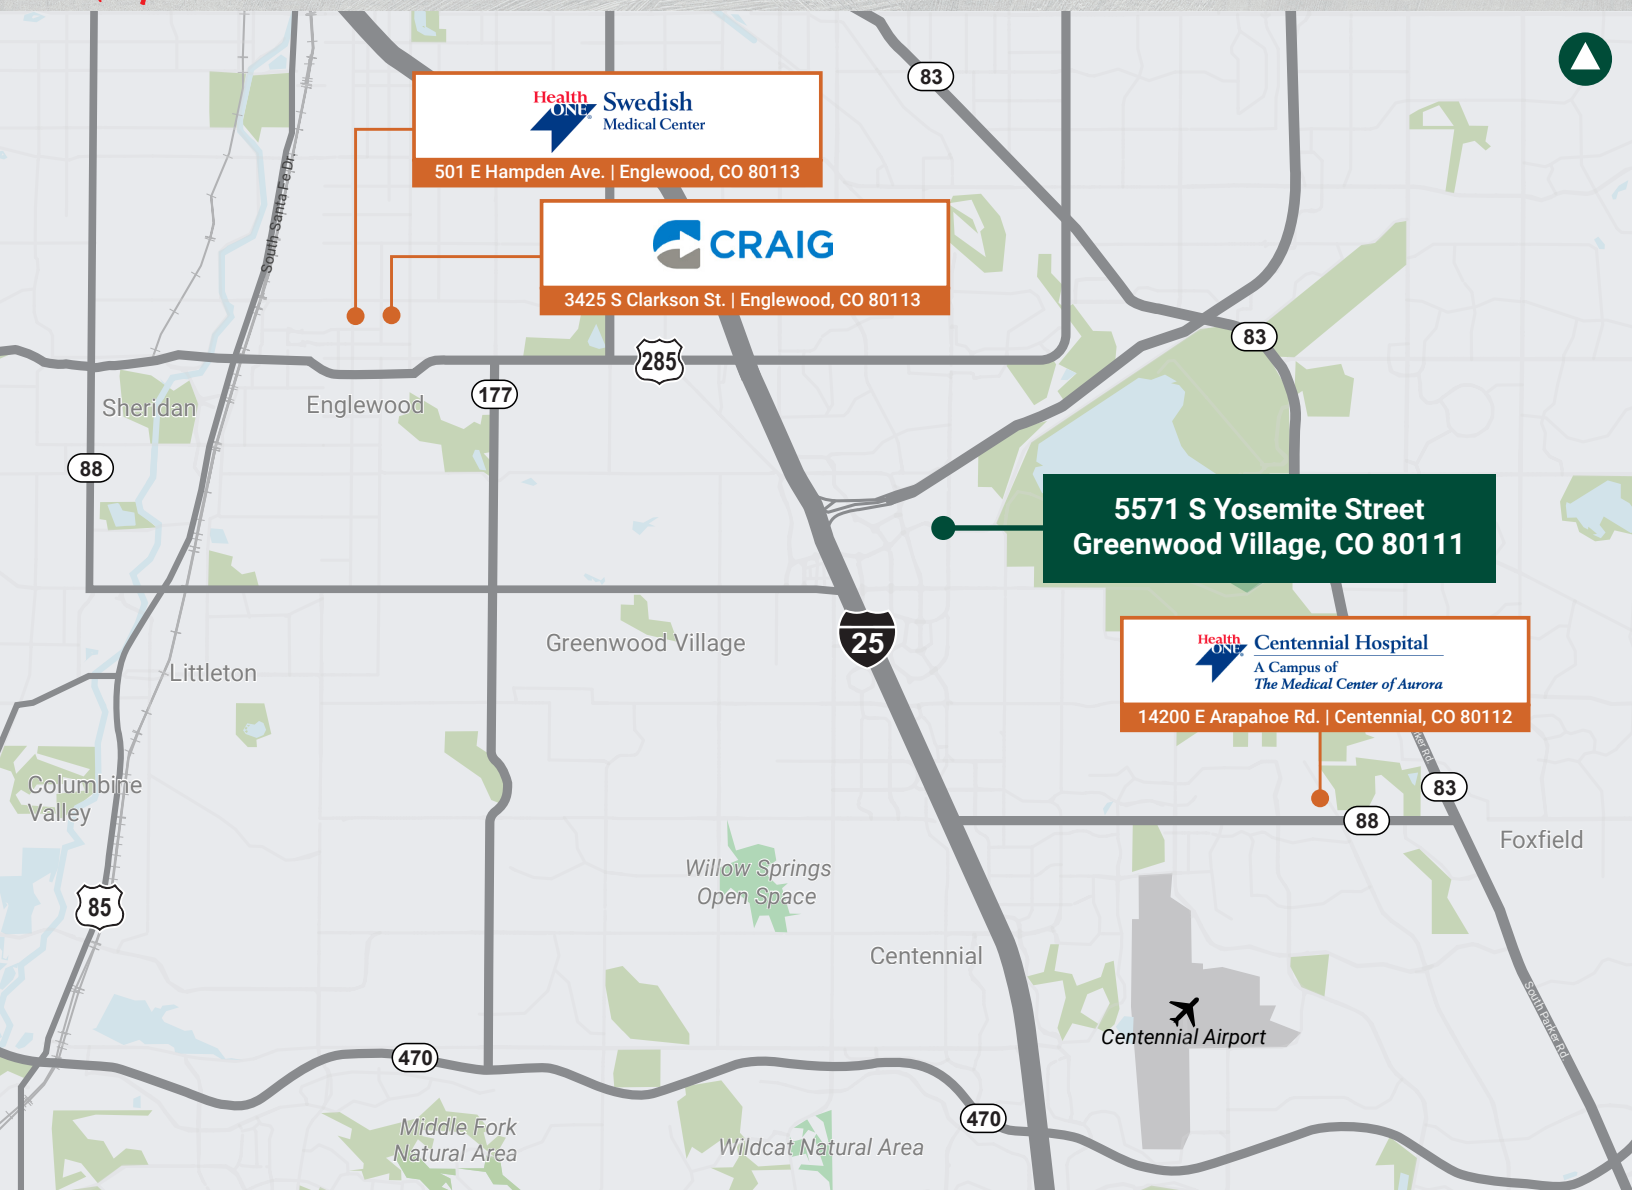 83
Health
ONE
Swedish
Medical Center
501 E Hampden Ave. | Englewood, CO 80113
South Santa Fe Dr.
CRAIG
3425 S Clarkson St. | Englewood, CO 80113
83
285
177
Sheridan
Englewood
88
5571 S Yosemite Street
Greenwood Village, CO 80111
25
Greenwood Village
Littleton
Health
ONE
Centennial Hospital
A Campus of
The Medical Center of Aurora
14200 E Arapahoe Rd. | Centennial, CO 80112
Rd.
Columbine
Valley
83
88
Foxfield
Willow Springs
Open Space
85
Centennial
Centennial Airport
South Parker Rd.
470
470
Middle Fork
Natural Area
Wildcat Natural Area